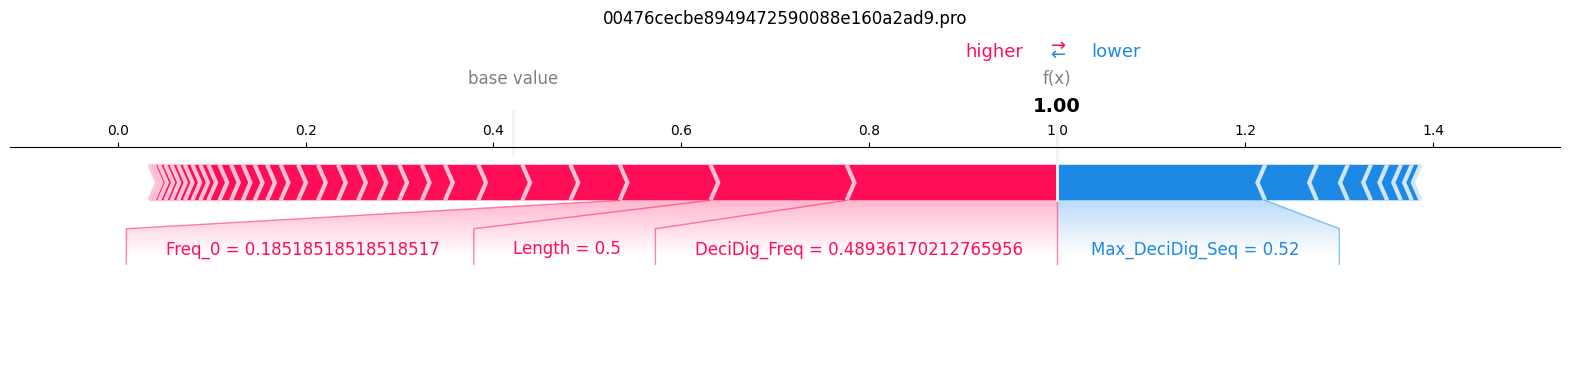 00476cecbe8949472590088e160a2ad9.pro
higher ⇄ lower
base value f(x)
1.00
0.0 0.2 0.4 0.6 0.8 1.0 1.2 1.4
Freq_0 = 0.18518518518518517 Length = 0.5 DeciDig_Freq = 0.48936170212765956 Max_DeciDig_Seq = 0.52